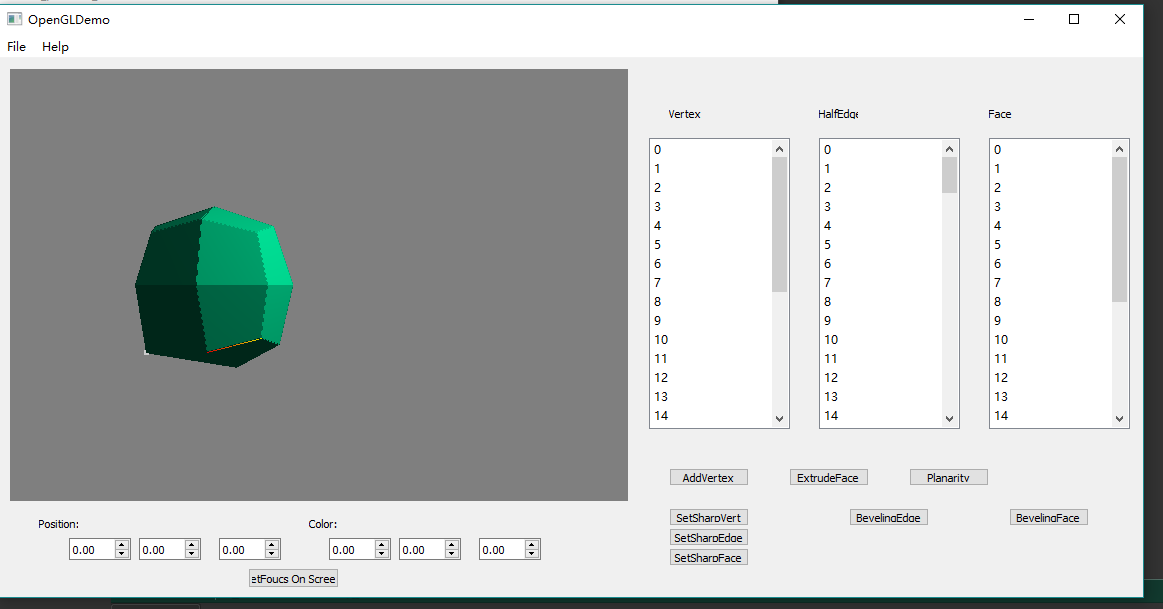 OpenGLDemo
File Help
Vertex HalfEdge Face
0 0 0
1 1 1
2 2 2
3 3 3
4 4 4
5 5 5
6 6 6
7 7 7
8 8 8
9 9 9
10 10 10
11 11 11
12 12 12
13 13 13
14 14 14
AddVertex ExtrudeFace Planarity
SetSharpVert BevelingEdge BevelingFace
SetSharpEdge
SetSharpFace
Position: Color:
0.00 0.00 0.00 0.00 0.00 0.00
etFoucs On Scree